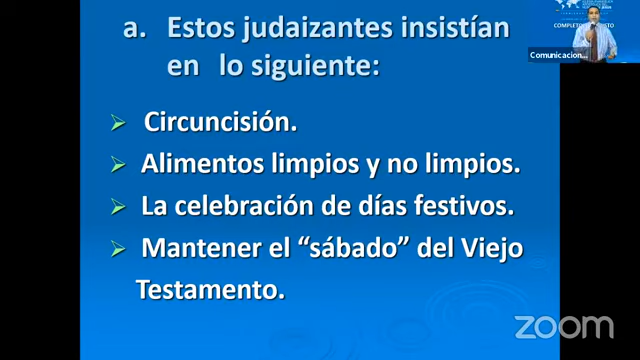 a. Estos judaizantes insistían
en lo siguiente:
➢ Circuncisión.
➢ Alimentos limpios y no limpios.
➢ La celebración de días festivos.
➢ Mantener el “sábado” del Viejo
Testamento.
Comunicacion...
zoom